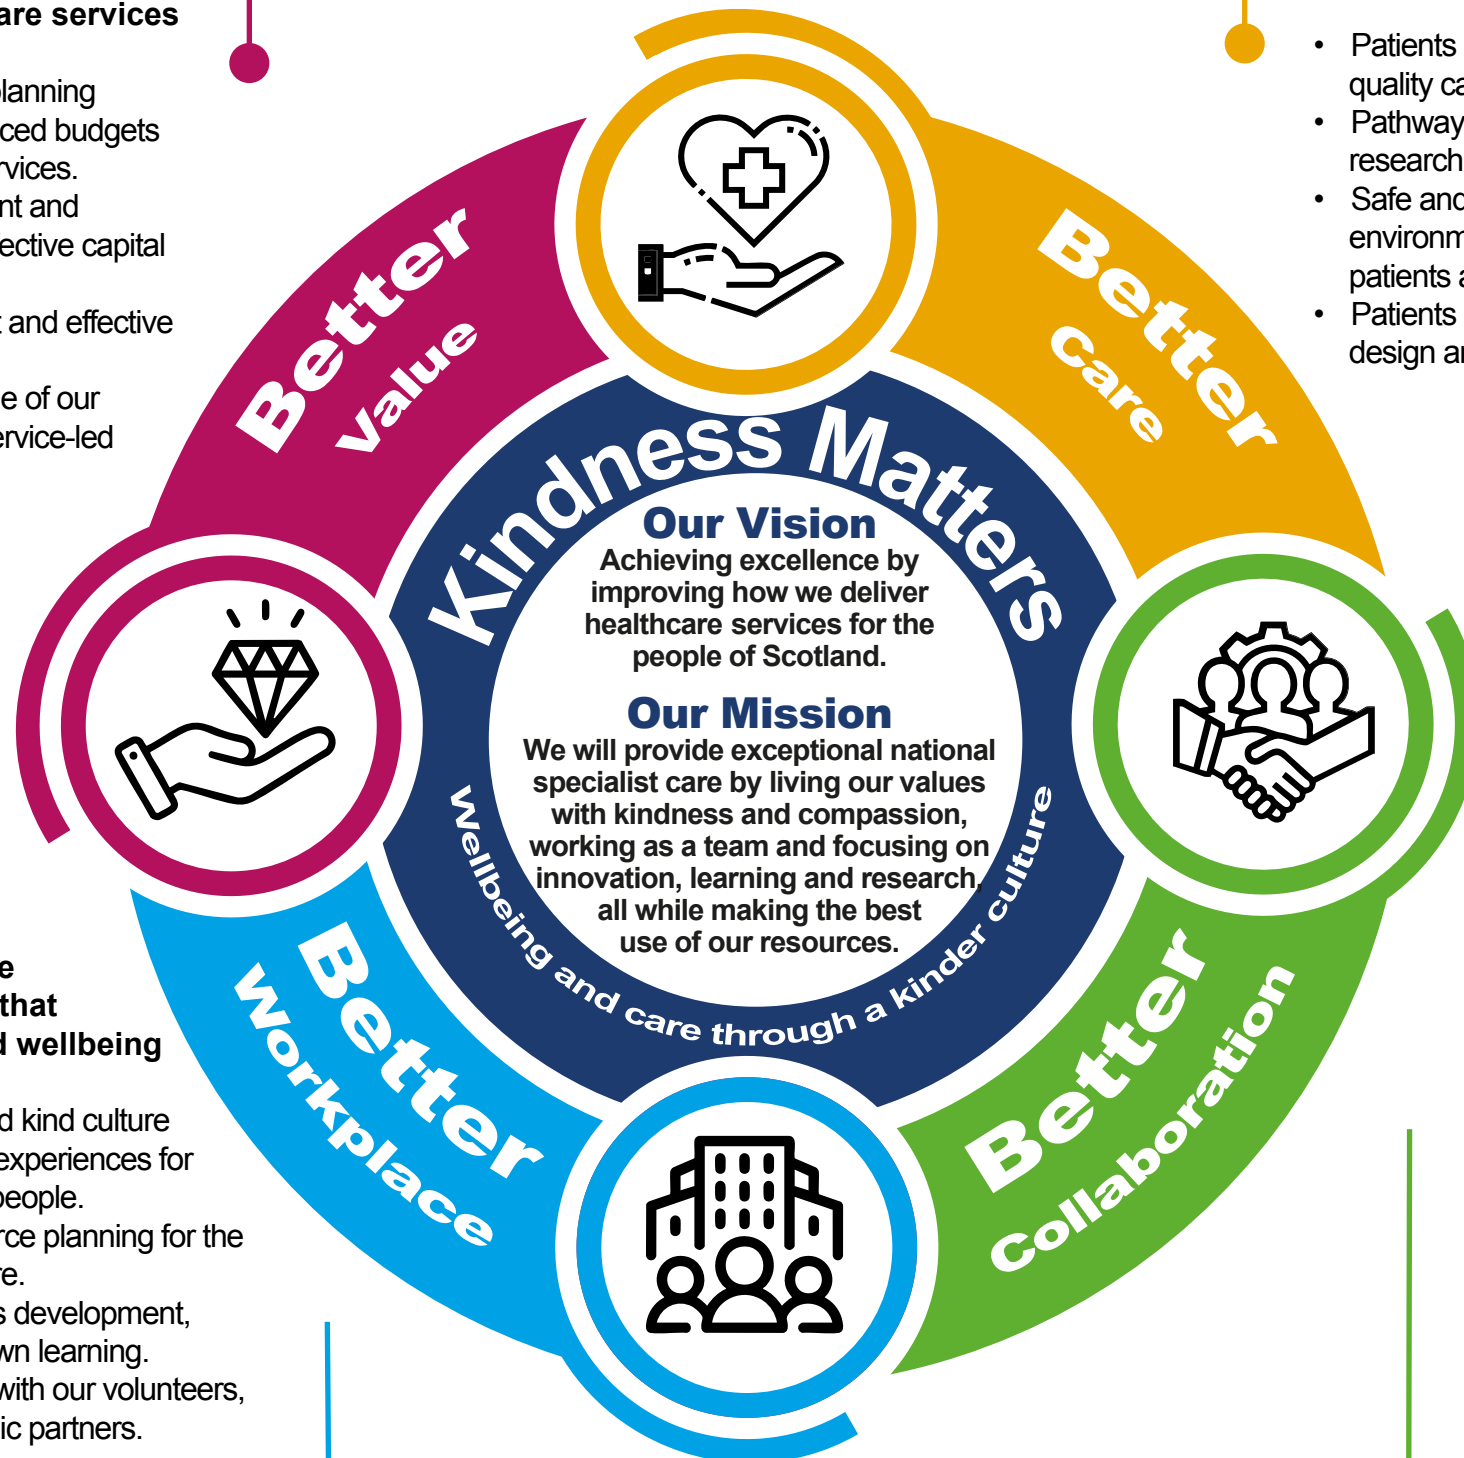 are services
lanning
ced budgets
rvices.
nt and
fective capital
t and effective
e of our
ervice-led
• Patients
quality ca
• Pathway
research
• Safe and
environm
patients a
• Patients
design ar
Better
Value
Better
Care
Kindness Matters
Our Vision
Achieving excellence by
improving how we deliver
healthcare services for the
people of Scotland.
Our Mission
We will provide exceptional national
specialist care by living our values
with kindness and compassion,
working as a team and focusing on
innovation, learning and research,
all while making the best
use of our resources.
Wellbeing and care through a kinder culture
Better
Workplace
Better
Collaboration
e
that
d wellbeing
d kind culture
experiences for
people.
rce planning for the
re.
s development,
wn learning.
with our volunteers,
ic partners.